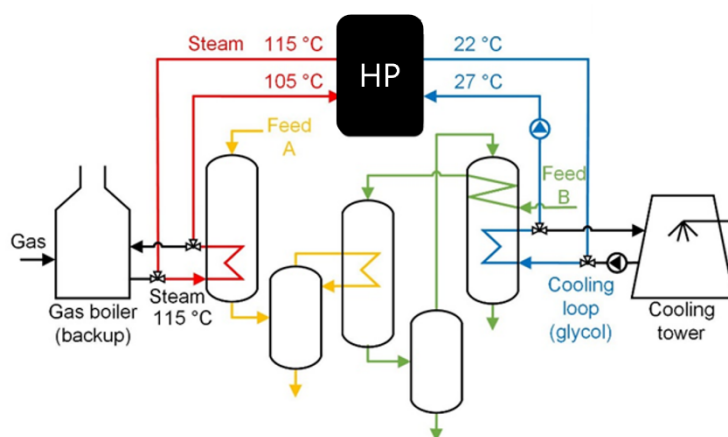 Steam 115 °C
HP
22 °C
105 °C
27 °C
Feed
A
Feed
B
Gas
Gas boiler
(backup)
Steam
115 °C
Cooling
loop
(glycol)
Cooling
tower